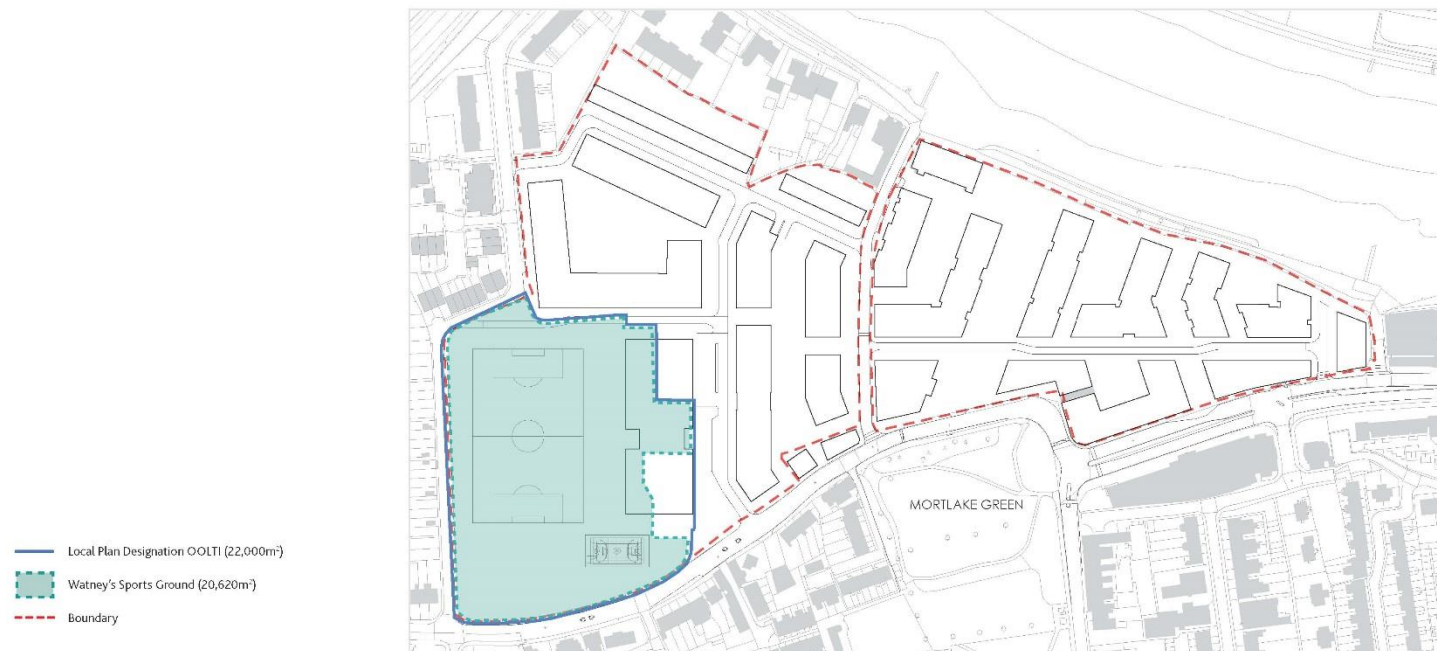 MORTLAKE GREEN
Local Plan Designation OOLTI (22,000m²)
Watney's Sports Ground (20,620m²)
Boundary